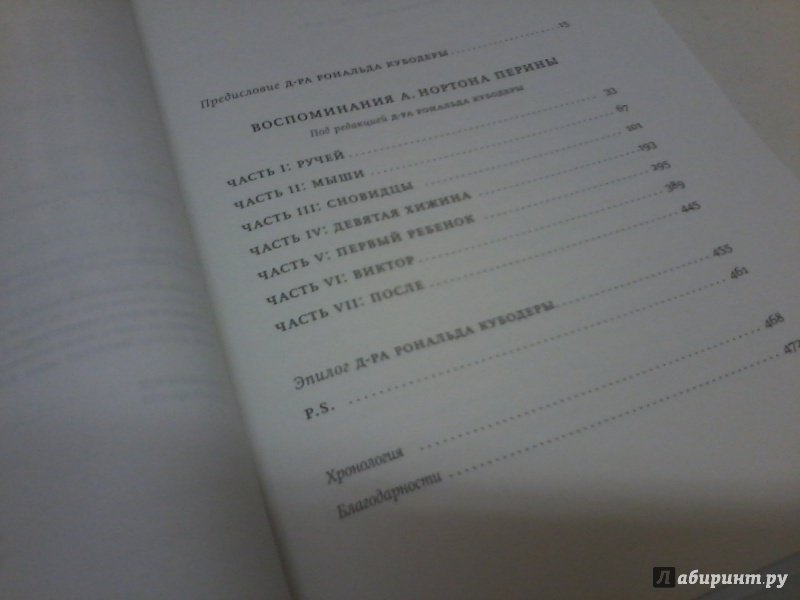 Предисловие Д-РА РОНАЛЬДА КУБОДЕРЫ 15
ВОСПОМИНАНИЯ А. НОРТОНА ПЕРИНЫ
Под редакцией Д-РА РОНАЛЬДА КУБОДЕРЫ
ЧАСТЬ I: РУЧЕЙ 33
ЧАСТЬ II: МЫШИ 67
ЧАСТЬ III: СНОВИДЦЫ 101
ЧАСТЬ IV: ДЕВЯТАЯ ХИЖИНА 193
ЧАСТЬ V: ПЕРВЫЙ РЕБЕНОК 295
ЧАСТЬ VI: ВИКТОР 389
ЧАСТЬ VII: ПОСЛЕ 445
Эпилог Д-РА РОНАЛЬДА КУБОДЕРЫ 455
P.S. 461
Хронология 468
Благодарности 472
Лабиринт.ру